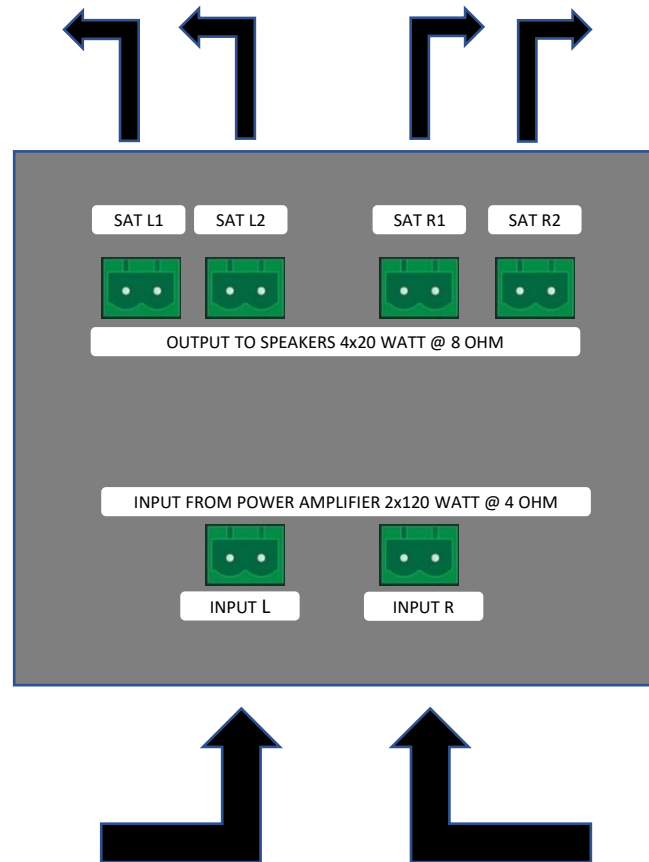 SAT L1
SAT L2
SAT R1
SAT R2
OUTPUT TO SPEAKERS 4x20 WATT @ 8 OHM
INPUT FROM POWER AMPLIFIER 2x120 WATT @ 4 OHM
INPUT L
INPUT R